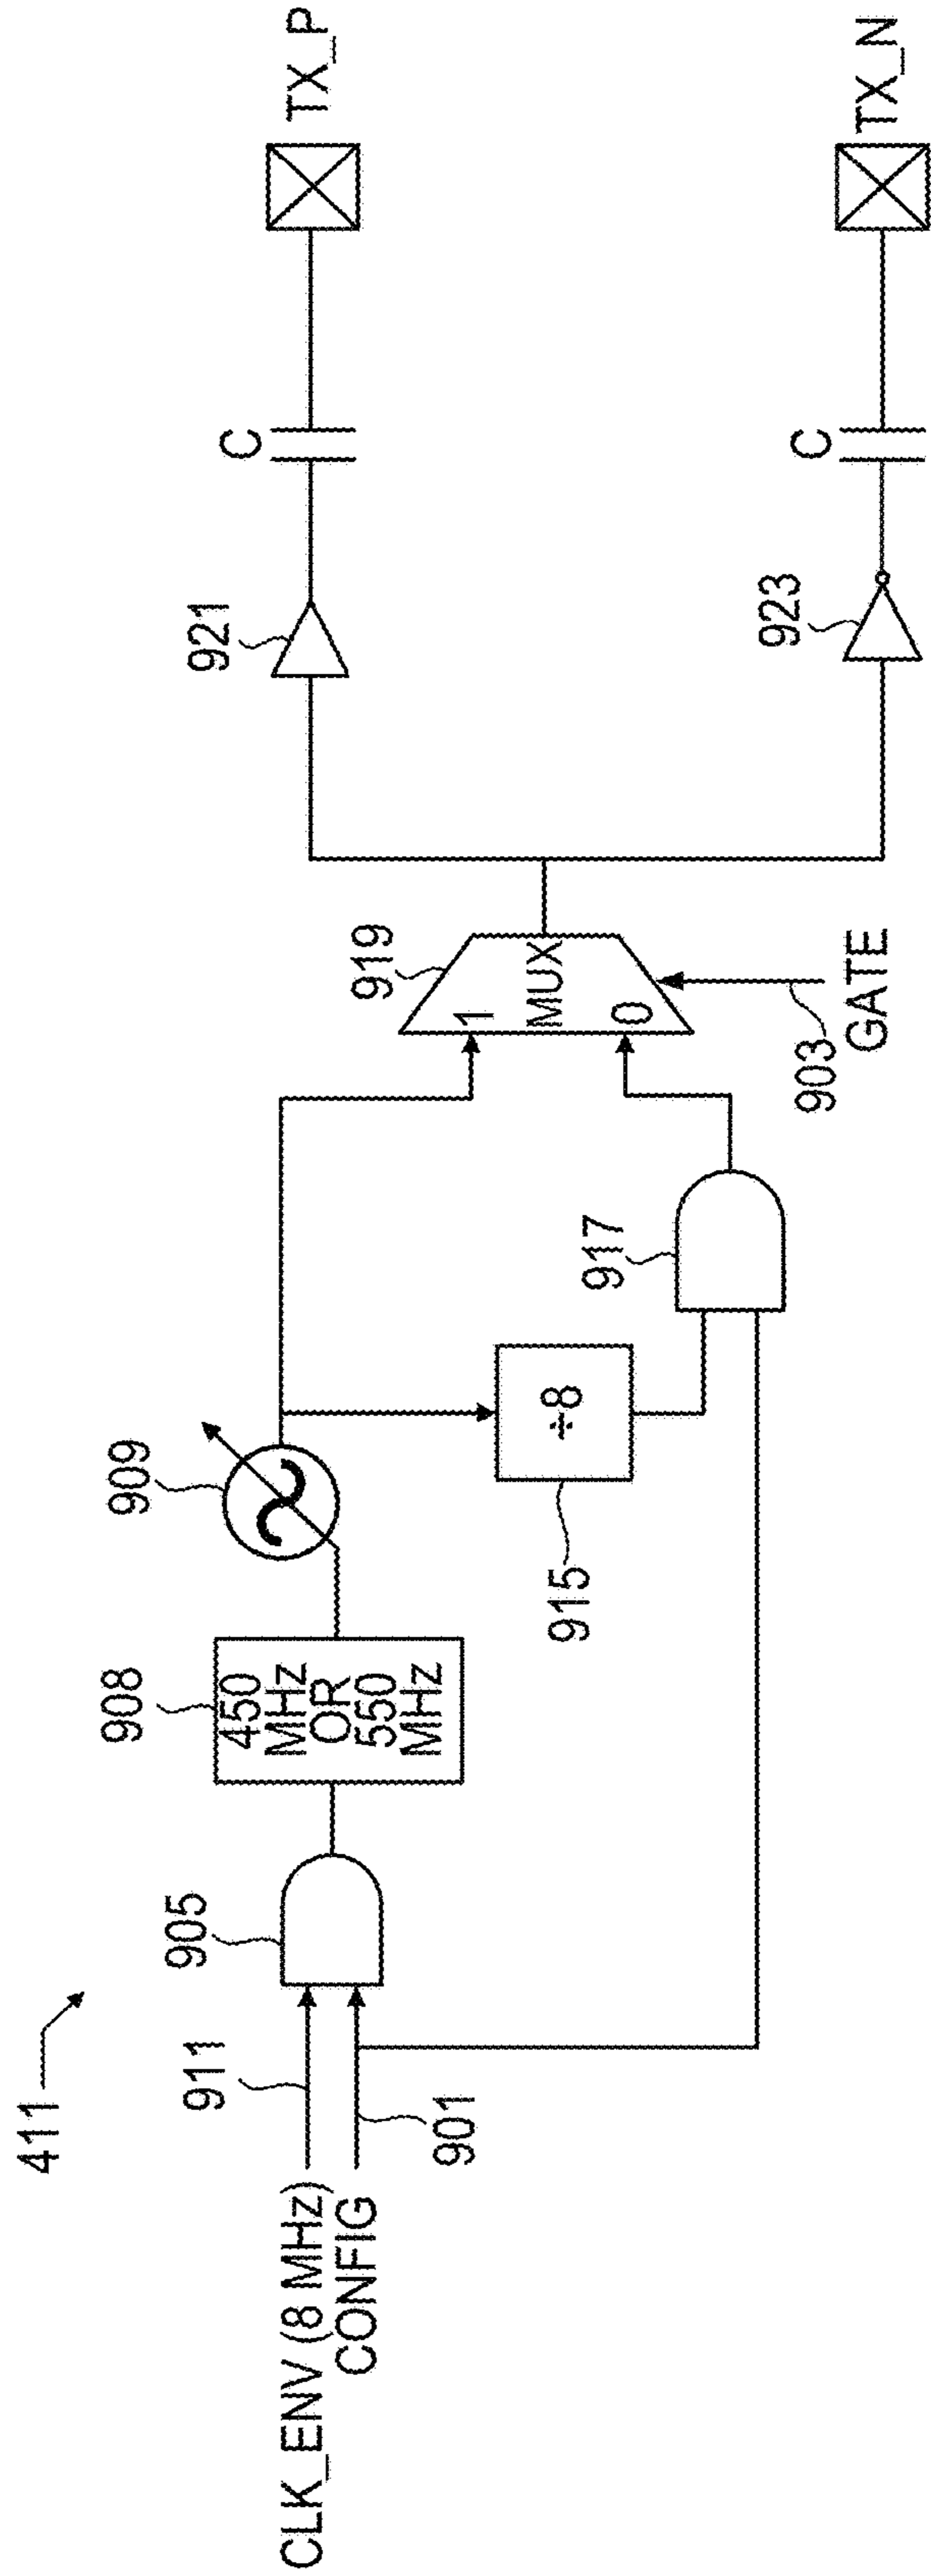 411
CLK_ENV (8 MHz)
CONFIG
911
901
905
908
450
MHz
OR
550
MHz
909
915
÷8
917
919
1
MUX
0
903
GATE
921
923
C
C
TX_P
TX_N